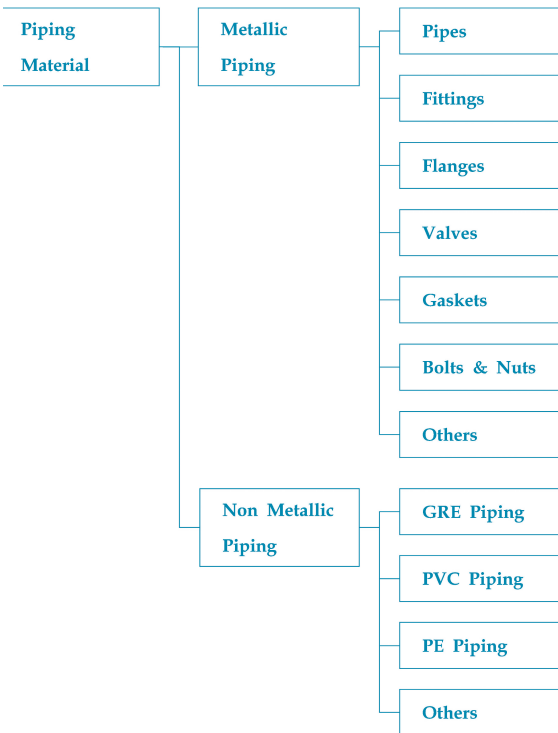 Piping
Material
Metallic
Piping
Pipes
Fittings
Flanges
Valves
Gaskets
Bolts & Nuts
Others
Non Metallic
Piping
GRE Piping
PVC Piping
PE Piping
Others